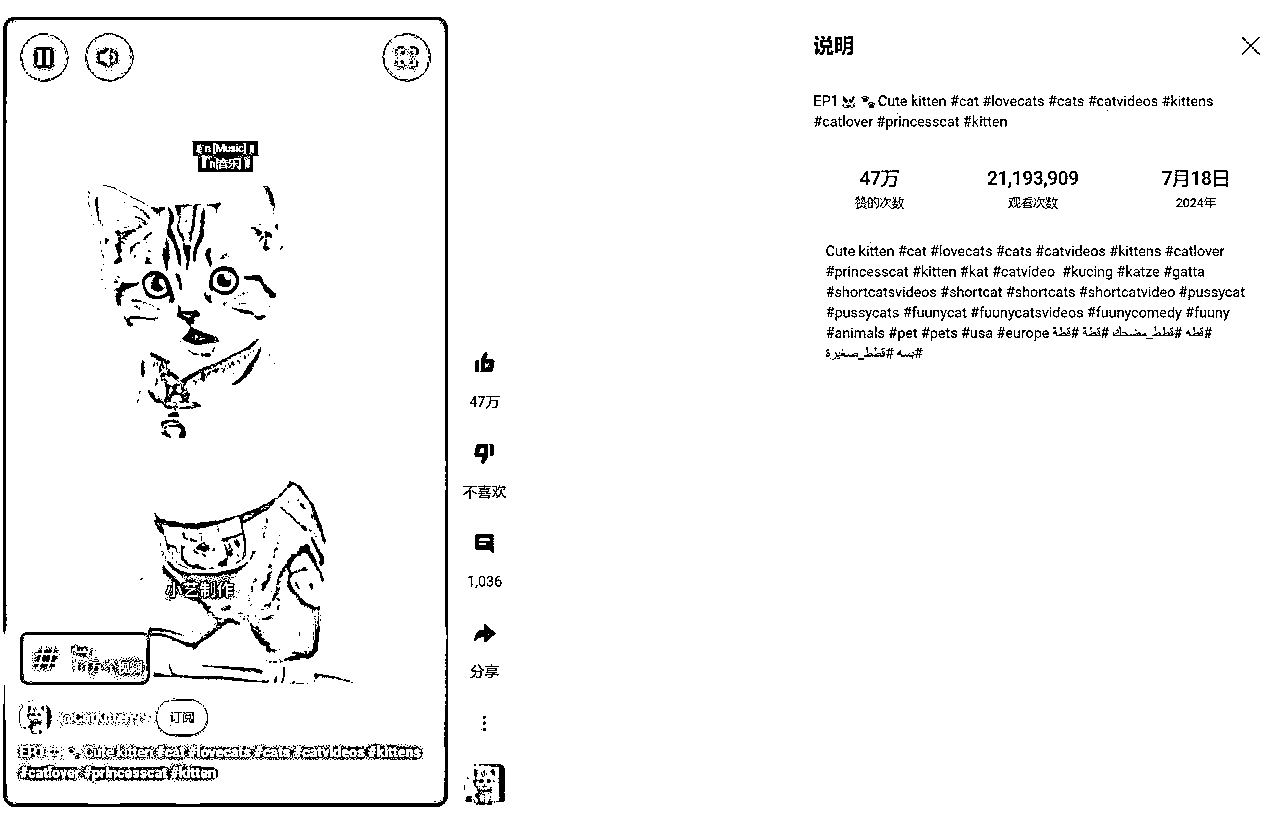 [Music]
音乐
小艺制作
#
订阅
EP1 Cute kitten #cat #lovecats #cats #catvideos #kittens
#catlover #princesscat #kitten
47万
不喜欢
1,036
分享
说明
EP1 Cute kitten #cat #lovecats #cats #catvideos #kittens
#catlover #princesscat #kitten
47万 21,193,909 7月18日
赞的次数 观看次数 2024年
Cute kitten #cat #lovecats #cats #catvideos #kittens #catlover
#princesscat #kitten #kat #catvideo #kucing #katze #gatta
#shortcatsvideos #shortcat #shortcats #shortcatvideo #pussycat
#pussycats #fuunycat #fuunycatsvideos #fuunycomedy #fuuny
#animals #pet #pets #usa #europe قطة #قطة #قطط_مضحك #قطه#
بسه #قطط_صغيرة#